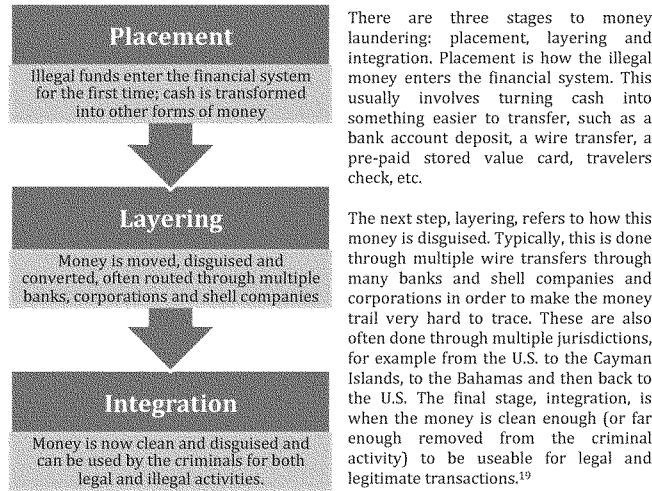 Placement
Illegal funds enter the financial system
for the first time; cash is transformed
into other forms of money
Layering
Money is moved, disguised and
converted, often routed through multiple
banks, corporations and shell companies
Integration
Money is now clean and disguised and
can be used by the criminals for both
legal and illegal activities.
There are three stages to money
laundering: placement, layering and
integration. Placement is how the illegal
money enters the financial system. This
usually involves turning cash into
something easier to transfer, such as a
bank account deposit, a wire transfer, a
pre-paid stored value card, travelers
check, etc.
The next step, layering, refers to how this
money is disguised. Typically, this is done
through multiple wire transfers through
many banks and shell companies and
corporations in order to make the money
trail very hard to trace. These are also
often done through multiple jurisdictions,
for example from the U.S. to the Cayman
Islands, to the Bahamas and then back to
the U.S. The final stage, integration, is
when the money is clean enough (or far
enough removed from the criminal
activity) to be useable for legal and
legitimate transactions.¹⁹